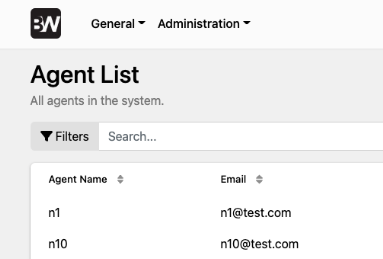 BW General Administration
Agent List
All agents in the system.
Filters Search...
Agent Name Email
n1 n1@test.com
n10 n10@test.com